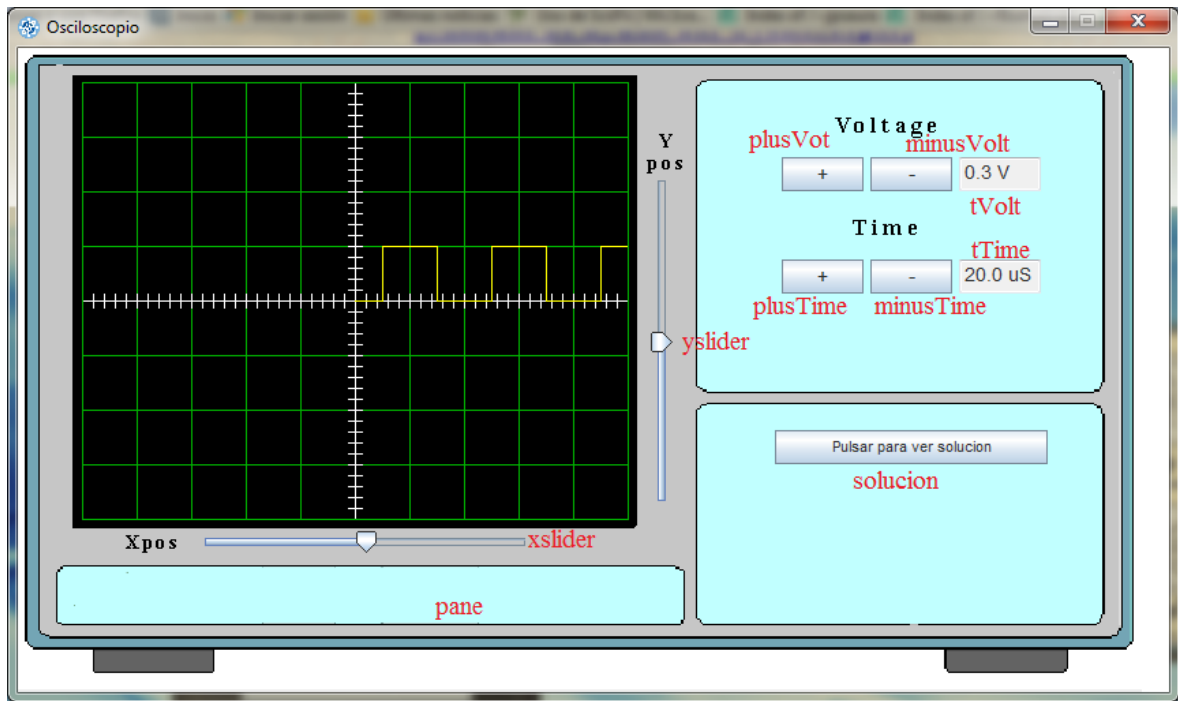 Osciloscopio
Voltage
plusVot
minusVolt
+
-
0.3 V
tVolt
Time
tTime
+
-
20.0 uS
plusTime
minusTime
Y
pos
yslider
Pulsar para ver solucion
solucion
Xpos
xslider
pane